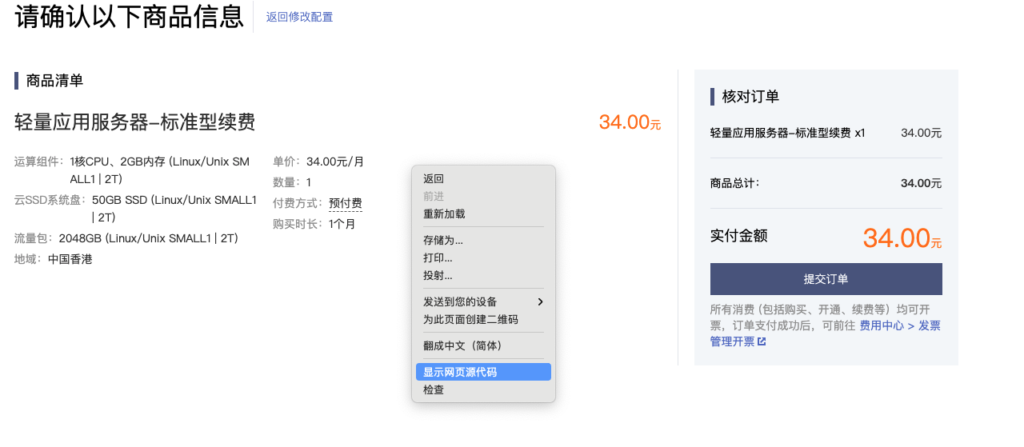 请确认以下商品信息
返回修改配置
商品清单
轻量应用服务器-标准型续费
34.00元
运算组件：1核CPU、2GB内存 (Linux/Unix SM
ALL1 | 2T)
云SSD系统盘：50GB SSD (Linux/Unix SMALL1
| 2T)
流量包：2048GB (Linux/Unix SMALL1 | 2T)
地域：中国香港
单价：34.00元/月
数量：1
付费方式：预付费
购买时长：1个月
返回
前进
重新加载
存储为...
打印...
投射...
发送到您的设备
为此页面创建二维码
翻成中文（简体）
显示网页源代码
检查
核对订单
轻量应用服务器-标准型续费 x1 34.00元
商品总计： 34.00元
实付金额 34.00元
提交订单
所有消费 (包括购买、开通、续费等）均可开
票，订单支付成功后，可前往 费用中心 > 发票
管理开票